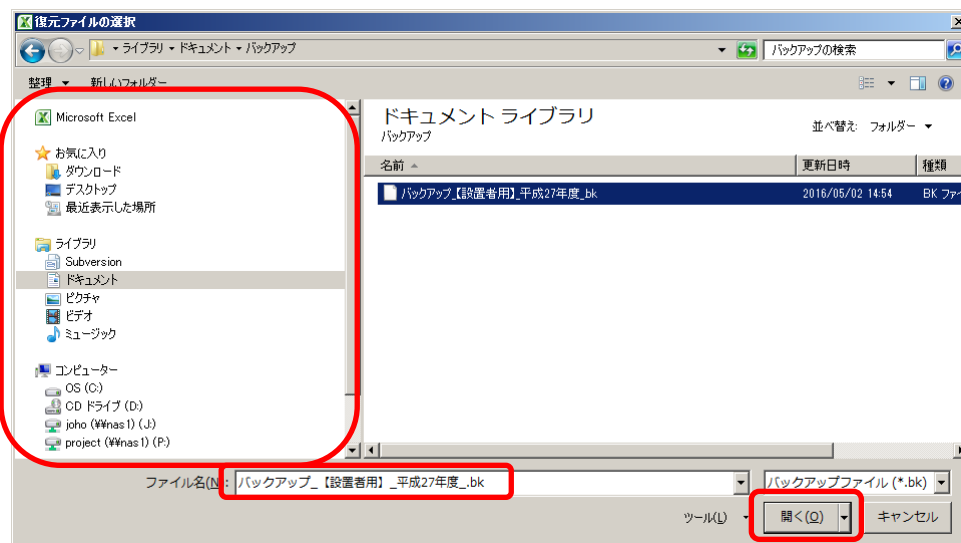 復元ファイルの選択
ライブラリ ▾ ドキュメント ▾ バックアップ
バックアップの検索
整理 ▼ 新しいフォルダー
Microsoft Excel
お気に入り
ダウンロード
デスクトップ
最近表示した場所
ライブラリ
Subversion
ドキュメント
ピクチャ
ビデオ
ミュージック
コンピューター
OS (C:)
CD ドライブ (D:)
joho (¥¥nas1) (J:)
project (¥¥nas1) (P:)
ドキュメント ライブラリ
バックアップ
並べ替え: フォルダー ▼
名前 更新日時 種類
バックアップ_【設置者用】_平成27年度_.bk 2016/05/02 14:54 BK ファイ
ファイル名(N): バックアップ_【設置者用】_平成27年度_.bk
バックアップファイル (*.bk)
ツール(L) 開く(O) キャンセル